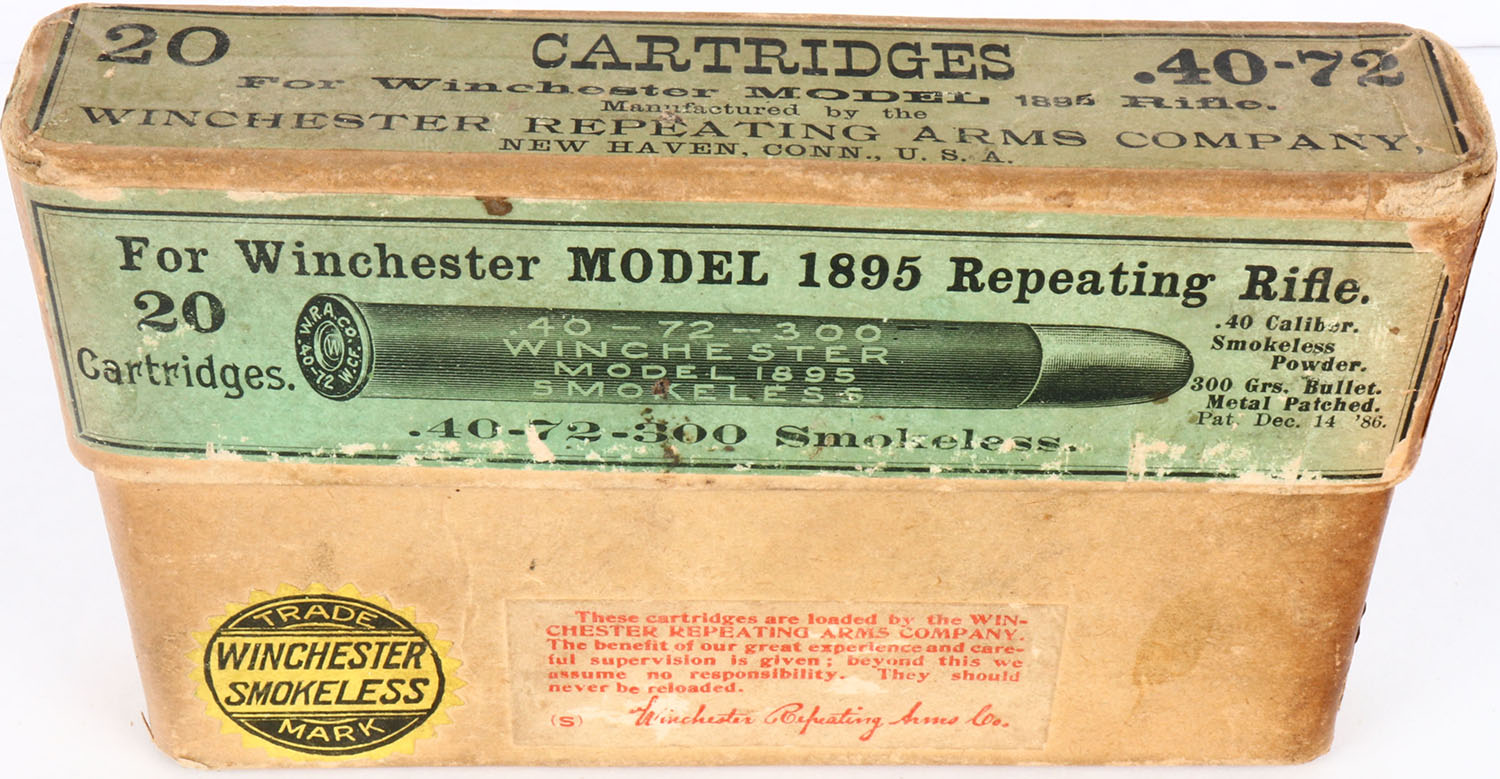 20 CARTRIDGES .40-72
For Winchester MODEL 1895 Rifle.
Manufactured by the
WINCHESTER REPEATING ARMS COMPANY,
NEW HAVEN, CONN., U. S. A.
For Winchester MODEL 1895 Repeating Rifle.
20
Cartridges.
W.R.A.CO.
40-72 W.C.F.
W
.40-72-300
WINCHESTER
MODEL 1895
SMOKELESS
.40 Caliber.
Smokeless
Powder.
300 Grs. Bullet.
Metal Patched.
Pat. Dec. 14 '86.
.40-72-300 Smokeless.
TRADE
WINCHESTER
SMOKELESS
MARK
These cartridges are loaded by the WIN-
CHESTER REPEATING ARMS COMPANY.
The benefit of our great experience and care-
ful supervision is given; beyond this we
assume no responsibility. They should
never be reloaded.
(S) Winchester Repeating Arms Co.